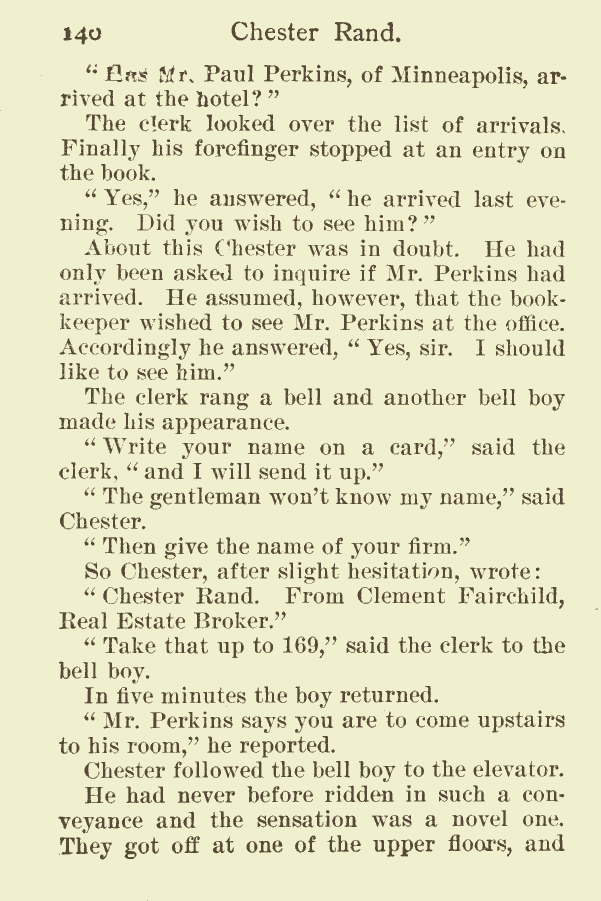 140 Chester Rand.
“ Has Mr. Paul Perkins, of Minneapolis, ar-
rived at the hotel? ”
The clerk looked over the list of arrivals.
Finally his forefinger stopped at an entry on
the book.
“ Yes,” he answered, “ he arrived last eve-
ning. Did you wish to see him? ”
About this Chester was in doubt. He had
only been asked to inquire if Mr. Perkins had
arrived. He assumed, however, that the book-
keeper wished to see Mr. Perkins at the office.
Accordingly he answered, “ Yes, sir. I should
like to see him.”
The clerk rang a bell and another bell boy
made his appearance.
“ Write your name on a card,” said the
clerk, “ and I will send it up.”
“ The gentleman won’t know my name,” said
Chester.
“ Then give the name of your firm.”
So Chester, after slight hesitation, wrote:
“ Chester Rand. From Clement Fairchild,
Real Estate Broker.”
“ Take that up to 169,” said the clerk to the
bell boy.
In five minutes the boy returned.
“ Mr. Perkins says you are to come upstairs
to his room,” he reported.
Chester followed the bell boy to the elevator.
He had never before ridden in such a con-
veyance and the sensation was a novel one.
They got off at one of the upper floors, and